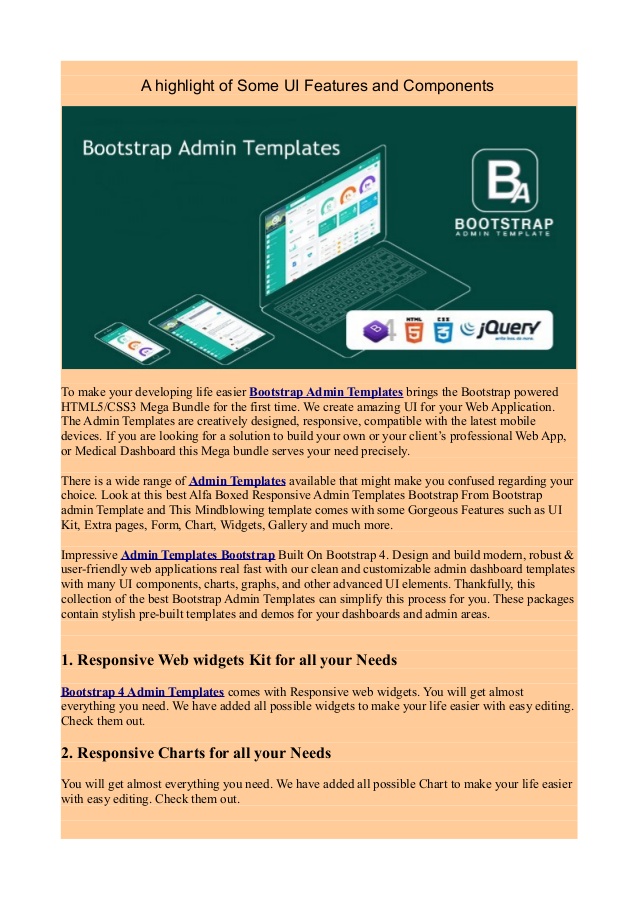 A highlight of Some UI Features and Components
Bootstrap Admin Templates
BA
BOOTSTRAP
ADMIN TEMPLATE
B 4 HTML 5 CSS 3 jQuery
write less. do more.
To make your developing life easier Bootstrap Admin Templates brings the Bootstrap powered
HTML5/CSS3 Mega Bundle for the first time. We create amazing UI for your Web Application.
The Admin Templates are creatively designed, responsive, compatible with the latest mobile
devices. If you are looking for a solution to build your own or your client’s professional Web App,
or Medical Dashboard this Mega bundle serves your need precisely.
There is a wide range of Admin Templates available that might make you confused regarding your
choice. Look at this best Alfa Boxed Responsive Admin Templates Bootstrap From Bootstrap
admin Template and This Mindblowing template comes with some Gorgeous Features such as UI
Kit, Extra pages, Form, Chart, Widgets, Gallery and much more.
Impressive Admin Templates Bootstrap Built On Bootstrap 4. Design and build modern, robust &
user-friendly web applications real fast with our clean and customizable admin dashboard templates
with many UI components, charts, graphs, and other advanced UI elements. Thankfully, this
collection of the best Bootstrap Admin Templates can simplify this process for you. These packages
contain stylish pre-built templates and demos for your dashboards and admin areas.
1. Responsive Web widgets Kit for all your Needs
Bootstrap 4 Admin Templates comes with Responsive web widgets. You will get almost
everything you need. We have added all possible widgets to make your life easier with easy editing.
Check them out.
2. Responsive Charts for all your Needs
You will get almost everything you need. We have added all possible Chart to make your life easier
with easy editing. Check them out.